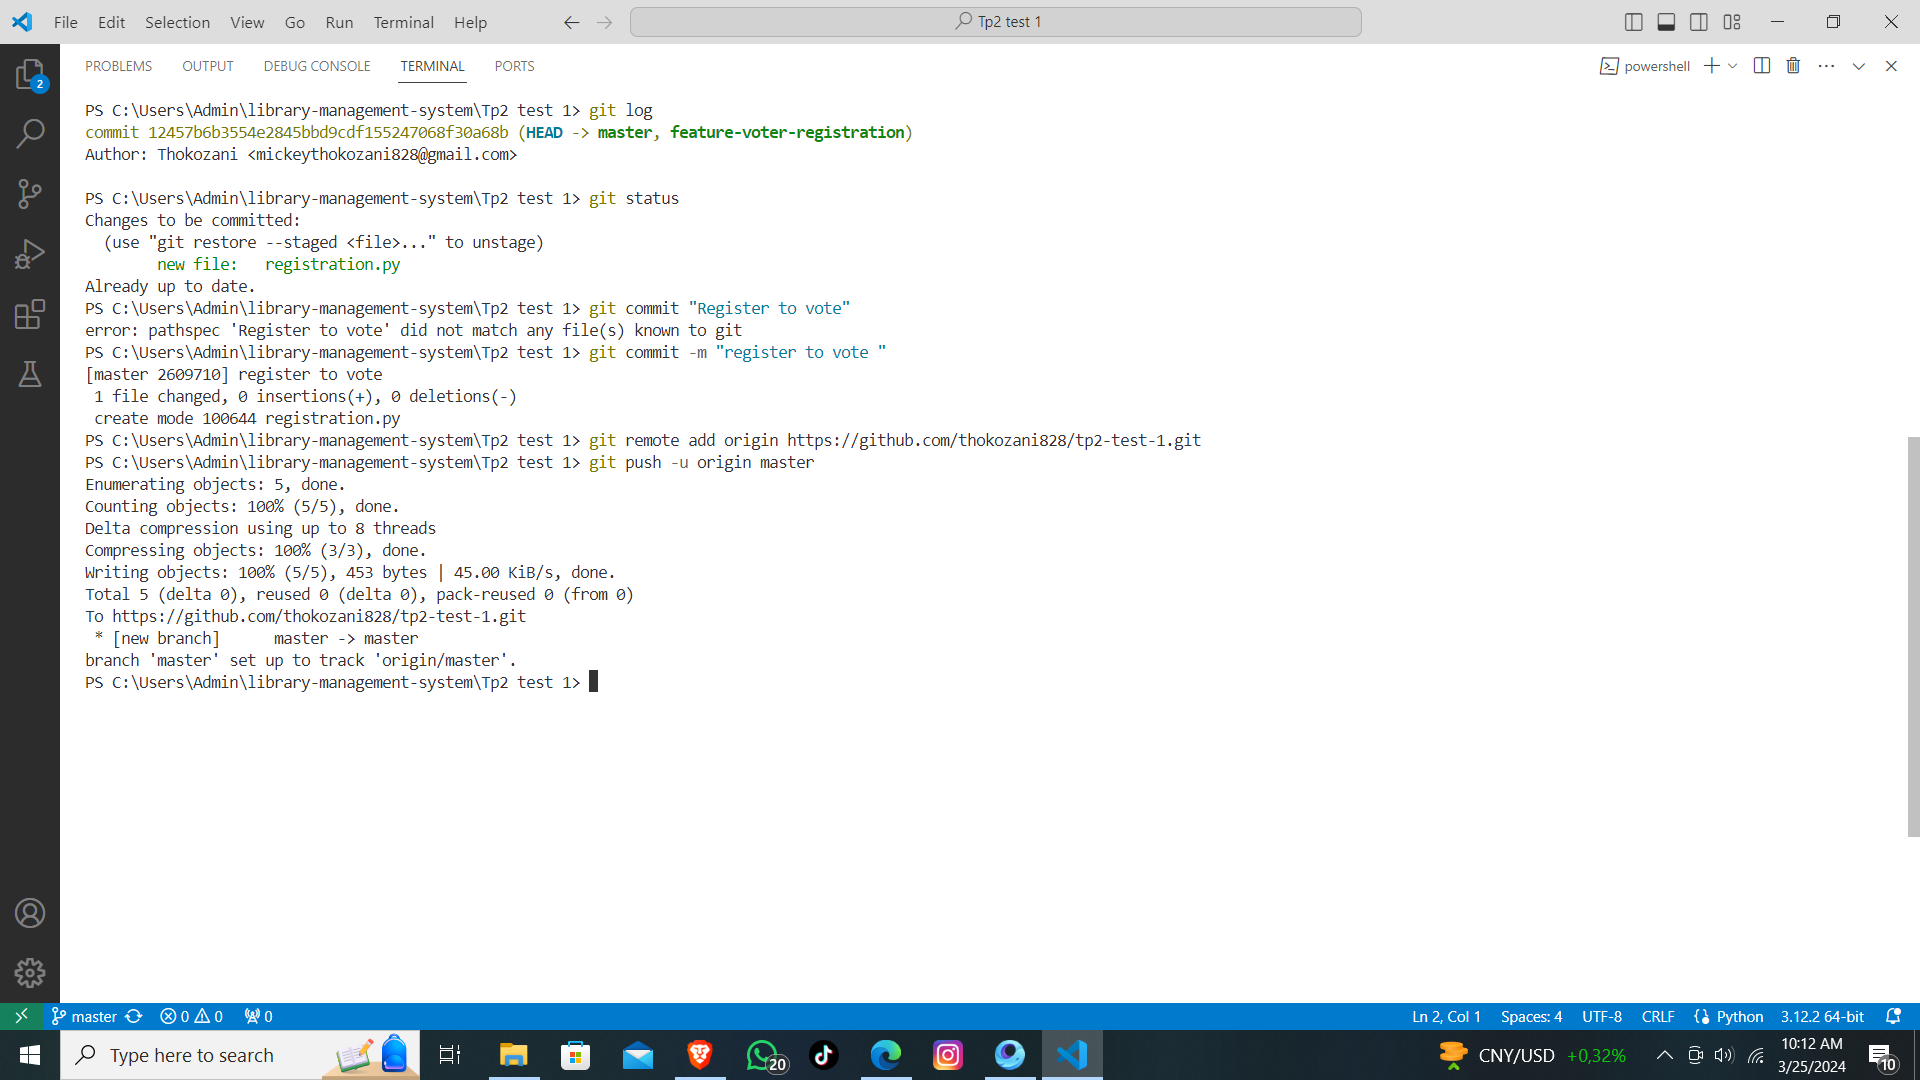 File Edit Selection View Go Run Terminal Help
Tp2 test 1
2
PROBLEMS OUTPUT DEBUG CONSOLE TERMINAL PORTS
powershell
PS C:\Users\Admin\library-management-system\Tp2 test 1> git log
commit 12457b6b3554e2845bbd9cdf155247068f30a68b (HEAD -> master, feature-voter-registration)
Author: Thokozani <mickeythokozani828@gmail.com>
PS C:\Users\Admin\library-management-system\Tp2 test 1> git status
Changes to be committed:
  (use "git restore --staged <file>..." to unstage)
        new file:   registration.py
Already up to date.
PS C:\Users\Admin\library-management-system\Tp2 test 1> git commit "Register to vote"
error: pathspec 'Register to vote' did not match any file(s) known to git
PS C:\Users\Admin\library-management-system\Tp2 test 1> git commit -m "register to vote "
[master 2609710] register to vote
 1 file changed, 0 insertions(+), 0 deletions(-)
 create mode 100644 registration.py
PS C:\Users\Admin\library-management-system\Tp2 test 1> git remote add origin https://github.com/thokozani828/tp2-test-1.git
PS C:\Users\Admin\library-management-system\Tp2 test 1> git push -u origin master
Enumerating objects: 5, done.
Counting objects: 100% (5/5), done.
Delta compression using up to 8 threads
Compressing objects: 100% (3/3), done.
Writing objects: 100% (5/5), 453 bytes | 45.00 KiB/s, done.
Total 5 (delta 0), reused 0 (delta 0), pack-reused 0 (from 0)
To https://github.com/thokozani828/tp2-test-1.git
 * [new branch]      master -> master
branch 'master' set up to track 'origin/master'.
PS C:\Users\Admin\library-management-system\Tp2 test 1>
master 0 0 0 Ln 2, Col 1 Spaces: 4 UTF-8 CRLF Python 3.12.2 64-bit
Type here to search 20 CNY/USD +0,32% 10:12 AM
3/25/2024 10